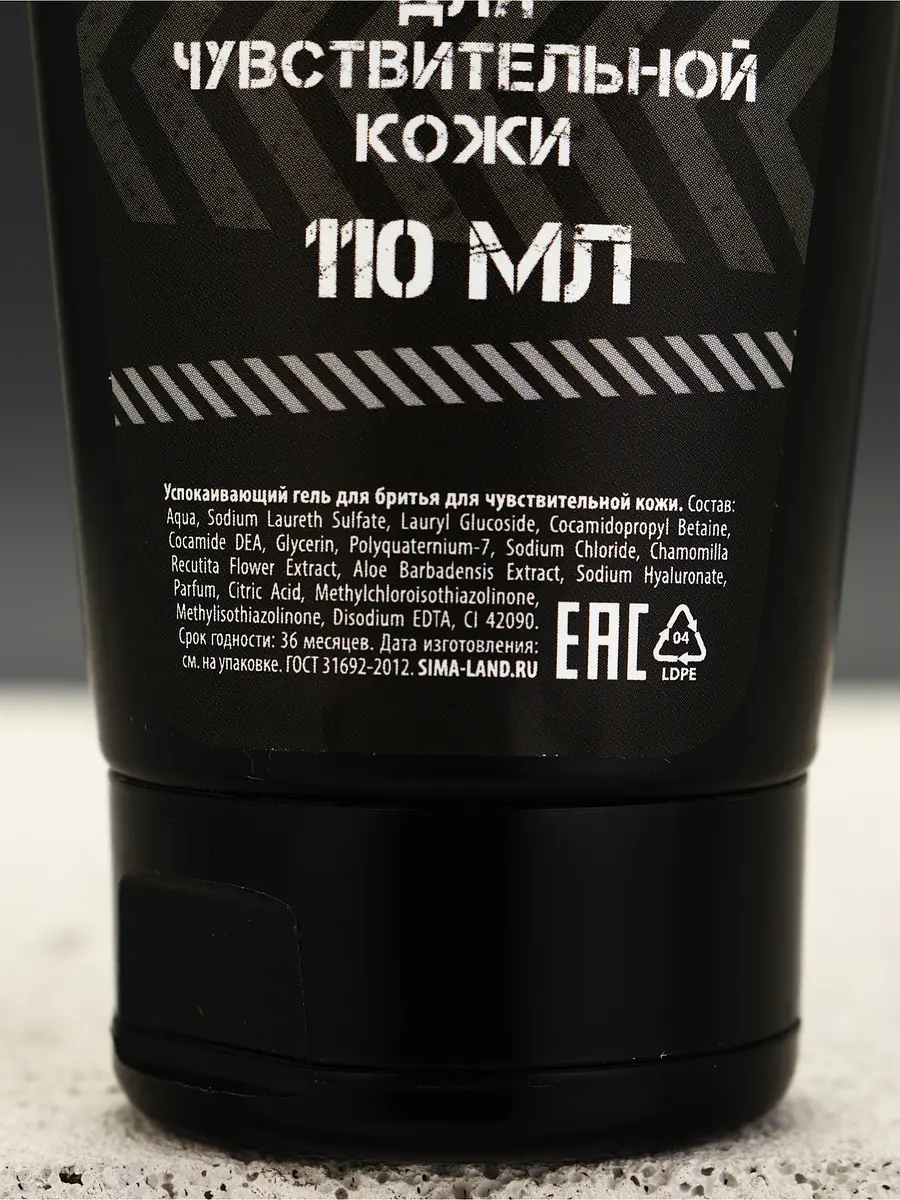 ДЛЯ
ЧУВСТВИТЕЛЬНОЙ
КОЖИ
110 МЛ
Успокаивающий гель для бритья для чувствительной кожи. Состав:
Aqua, Sodium Laureth Sulfate, Lauryl Glucoside, Cocamidopropyl Betaine,
Cocamide DEA, Glycerin, Polyquaternium-7, Sodium Chloride, Chamomilla
Recutita Flower Extract, Aloe Barbadensis Extract, Sodium Hyaluronate,
Parfum, Citric Acid, Methylchloroisothiazolinone,
Methylisothiazolinone, Disodium EDTA, CI 42090.
Срок годности: 36 месяцев. Дата изготовления:
см. на упаковке. ГОСТ 31692-2012. SIMA-LAND.RU
EAC
04
LDPE